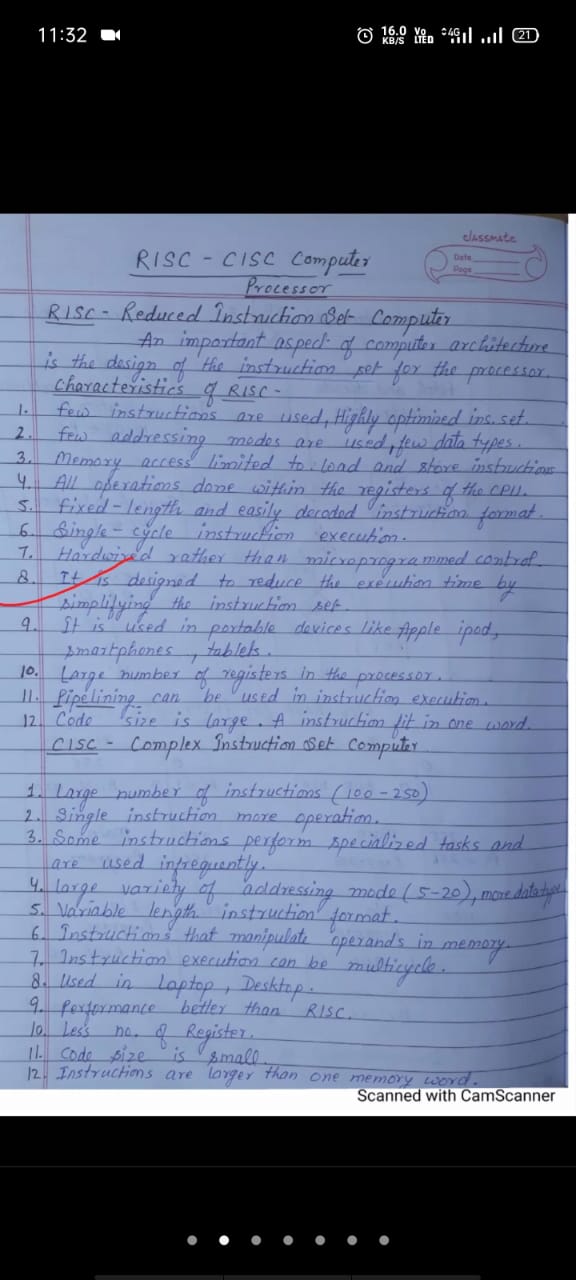 11:32
16.0 KB/S
Vo LTED
4G
21
classmate
Date
Page
RISC - CISC Computer
Processor
RISC - Reduced Instruction Set Computer
An important aspect of computer architecture
is the design of the instruction set for the processor.
Characteristics of RISC -
1. few instructions are used, Highly optimized ins. set.
2. few addressing modes are used, few data types.
3. Memory access limited to load and store instructions
4. All operations done within the registers of the CPU.
5. fixed-length and easily decoded instruction format.
6. Single-cycle instruction execution.
7. Hardwired rather than microprogrammed control.
8. It is designed to reduce the execution time by
simplifying the instruction set.
9. It is used in portable devices like Apple ipod,
smartphones, tablets.
10. Large number of registers in the processor.
11. Pipelining can be used in instruction execution.
12. Code size is large. A instruction fit in one word.
CISC - Complex Instruction Set Computer
1. Large number of instructions (100-250)
2. Single instruction more operation.
3. Some instructions perform specialized tasks and
are used infrequently.
4. large variety of addressing mode (5-20), more data type
5. Variable length instruction format.
6. Instructions that manipulate operands in memory.
7. Instruction execution can be multicycle.
8. Used in Laptop, Desktop.
9. Performance better than RISC.
10. Less no. of Register.
11. Code size is small.
12. Instructions are larger than one memory word.
Scanned with CamScanner